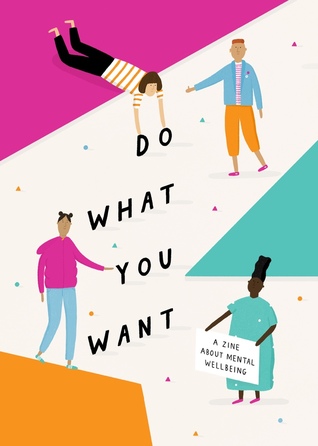 DO
WHAT
YOU
WANT
A ZINE
ABOUT MENTAL
WELLBEING